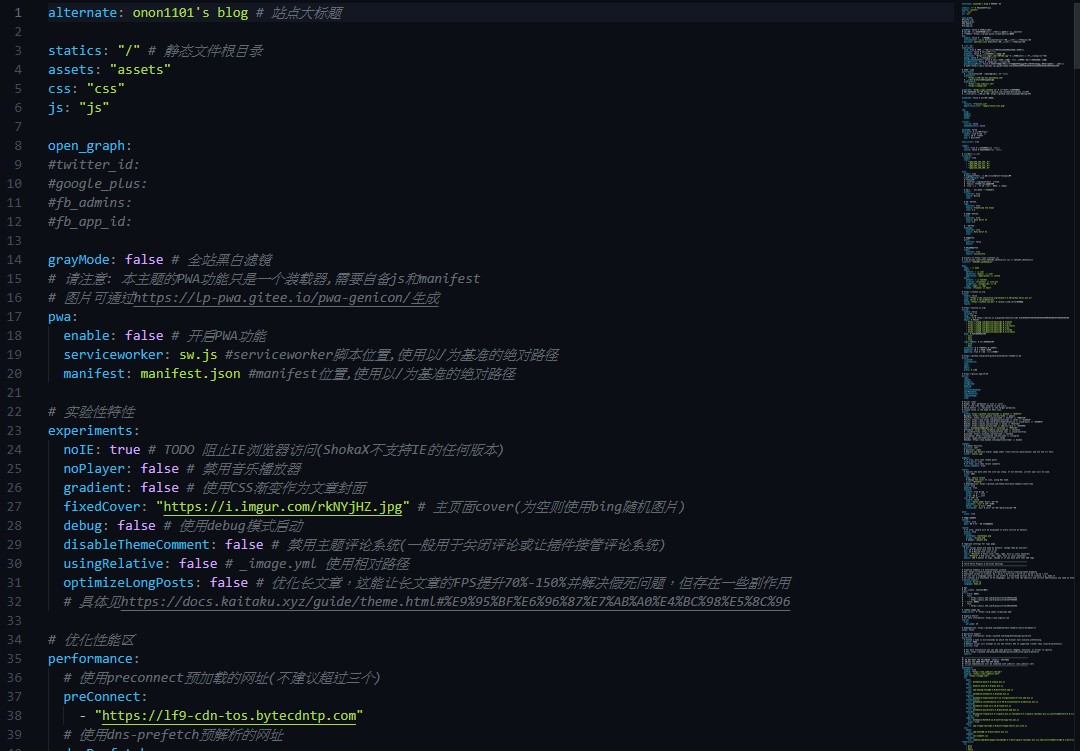 1 alternate: onon1101's blog # 站点大标题
2
3 statics: "/" # 静态文件根目录
4 assets: "assets"
5 css: "css"
6 js: "js"
7
8 open_graph:
9 #twitter_id:
10 #google_plus:
11 #fb_admins:
12 #fb_app_id:
13
14 grayMode: false # 全站黑白滤镜
15 # 请注意: 本主题的PWA功能只是一个装载器,需要自备js和manifest
16 # 图片可通过https://lp-pwa.gitee.io/pwa-genicon/生成
17 pwa:
18 enable: false # 开启PWA功能
19 serviceworker: sw.js #serviceworker脚本位置,使用以/为基准的绝对路径
20 manifest: manifest.json #manifest位置,使用以/为基准的绝对路径
21
22 # 实验性特性
23 experiments:
24 noIE: true # TODO 阻止IE浏览器访问(ShokaX不支持IE的任何版本)
25 noPlayer: false # 禁用音乐播放器
26 gradient: false # 使用CSS渐变作为文章封面
27 fixedCover: "https://i.imgur.com/rkNYjHZ.jpg" # 主页面cover(为空则使用bing随机图片)
28 debug: false # 使用debug模式启动
29 disableThemeComment: false # 禁用主题评论系统(一般用于关闭评论或让插件接管评论系统)
30 usingRelative: false # _image.yml 使用相对路径
31 optimizeLongPosts: false # 优化长文章，这能让长文章的FPS提升70%-150%并解决假死问题，但存在一些副作用
32 # 具体见https://docs.kaitaku.xyz/guide/theme.html#%E9%95%BF%E6%96%87%E7%AB%A0%E4%BC%98%E5%8C%96
33
34 # 优化性能区
35 performance:
36 # 使用preconnect预加载的网址(不建议超过三个)
37 preConnect:
38 - "https://lf9-cdn-tos.bytecdntp.com"
39 # 使用dns-prefetch预解析的网址